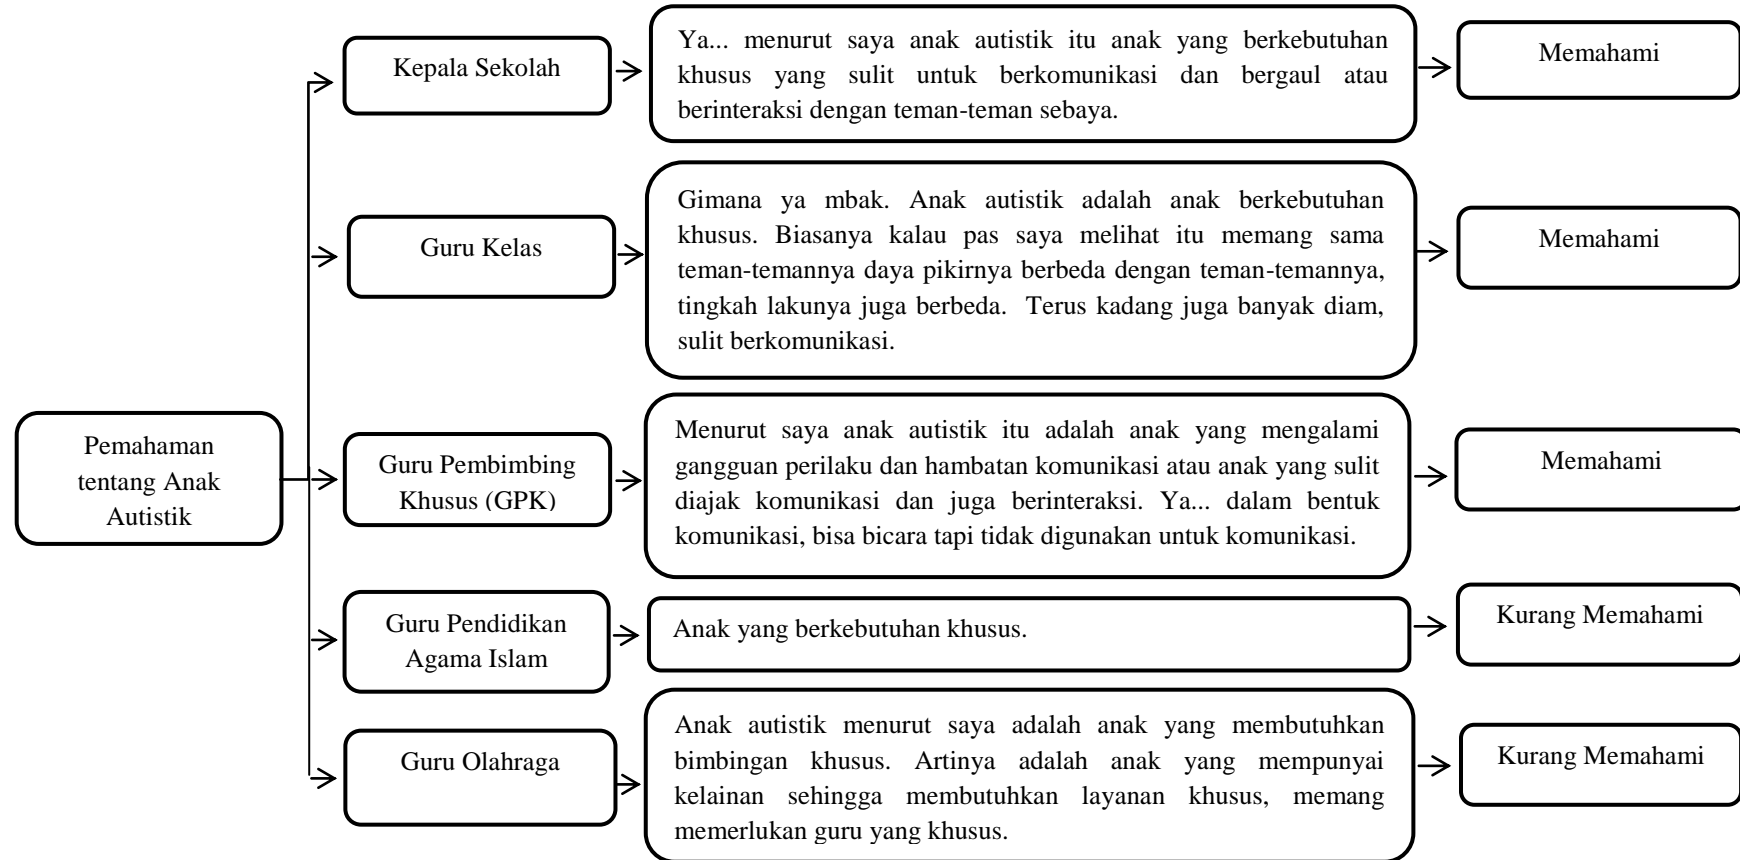 Kepala Sekolah
Ya... menurut saya anak autistik itu anak yang berkebutuhan
khusus yang sulit untuk berkomunikasi dan bergaul atau
berinteraksi dengan teman-teman sebaya.
Memahami
Guru Kelas
Gimana ya mbak. Anak autistik adalah anak berkebutuhan
khusus. Biasanya kalau pas saya melihat itu memang sama
teman-temannya daya pikirnya berbeda dengan teman-temannya,
tingkah lakunya juga berbeda. Terus kadang juga banyak diam,
sulit berkomunikasi.
Memahami
Pemahaman
tentang Anak
Autistik
Guru Pembimbing
Khusus (GPK)
Menurut saya anak autistik itu adalah anak yang mengalami
gangguan perilaku dan hambatan komunikasi atau anak yang sulit
diajak komunikasi dan juga berinteraksi. Ya... dalam bentuk
komunikasi, bisa bicara tapi tidak digunakan untuk komunikasi.
Memahami
Guru Pendidikan
Agama Islam
Anak yang berkebutuhan khusus.
Kurang Memahami
Guru Olahraga
Anak autistik menurut saya adalah anak yang membutuhkan
bimbingan khusus. Artinya adalah anak yang mempunyai
kelainan sehingga membutuhkan layanan khusus, memang
memerlukan guru yang khusus.
Kurang Memahami